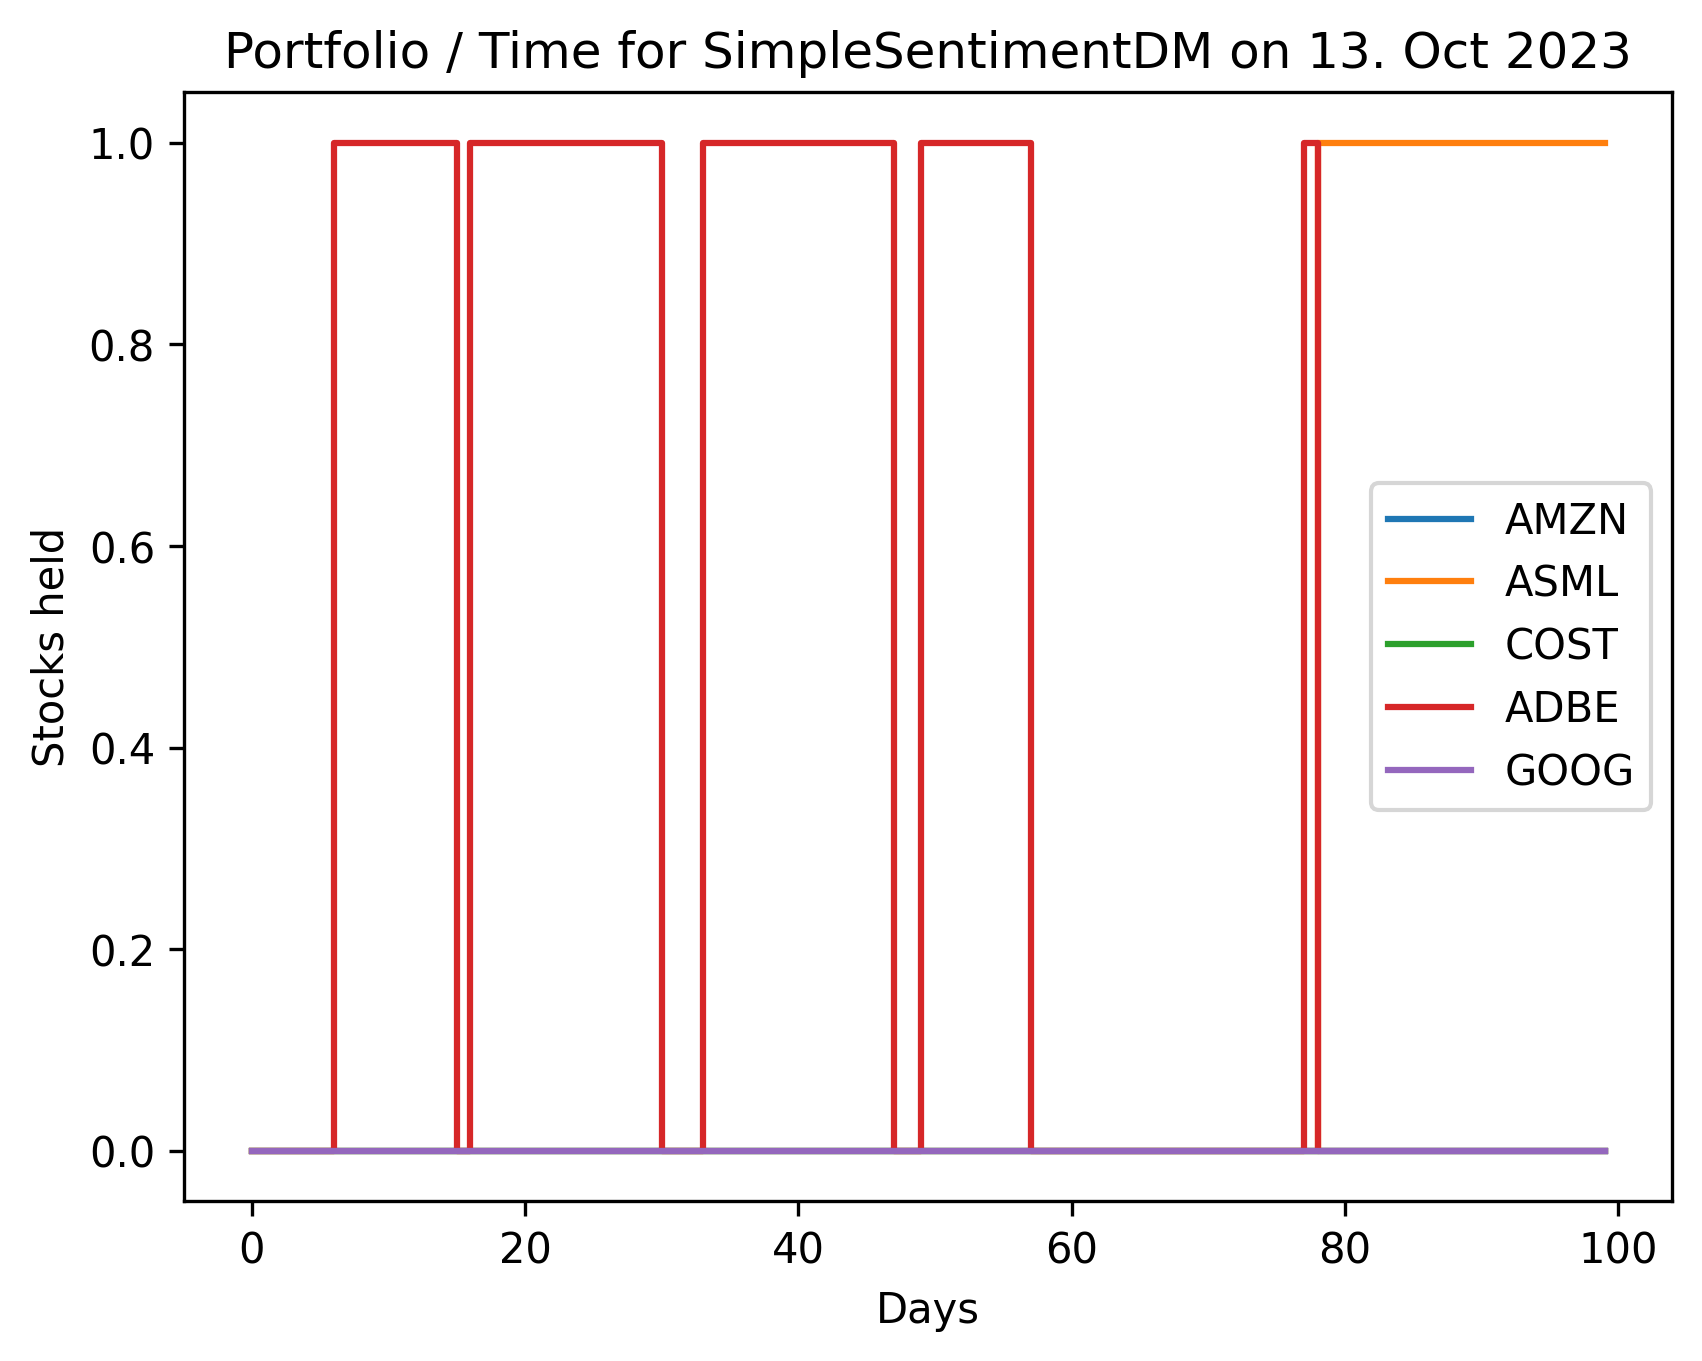 Portfolio / Time for SimpleSentimentDM on 13. Oct 2023
1.0
0.8
0.6
0.4
0.2
0.0
Stocks held
AMZN
ASML
COST
ADBE
GOOG
0 20 40 60 80 100
Days